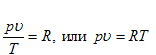 pυ/T = R, или pυ = RT